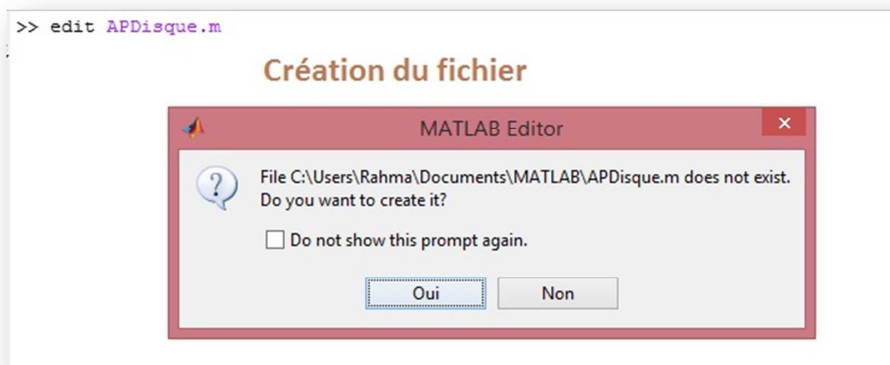 >> edit APDisque.m
Création du fichier
MATLAB Editor
File C:\Users\Rahma\Documents\MATLAB\APDisque.m does not exist.
Do you want to create it?
Do not show this prompt again.
Oui
Non